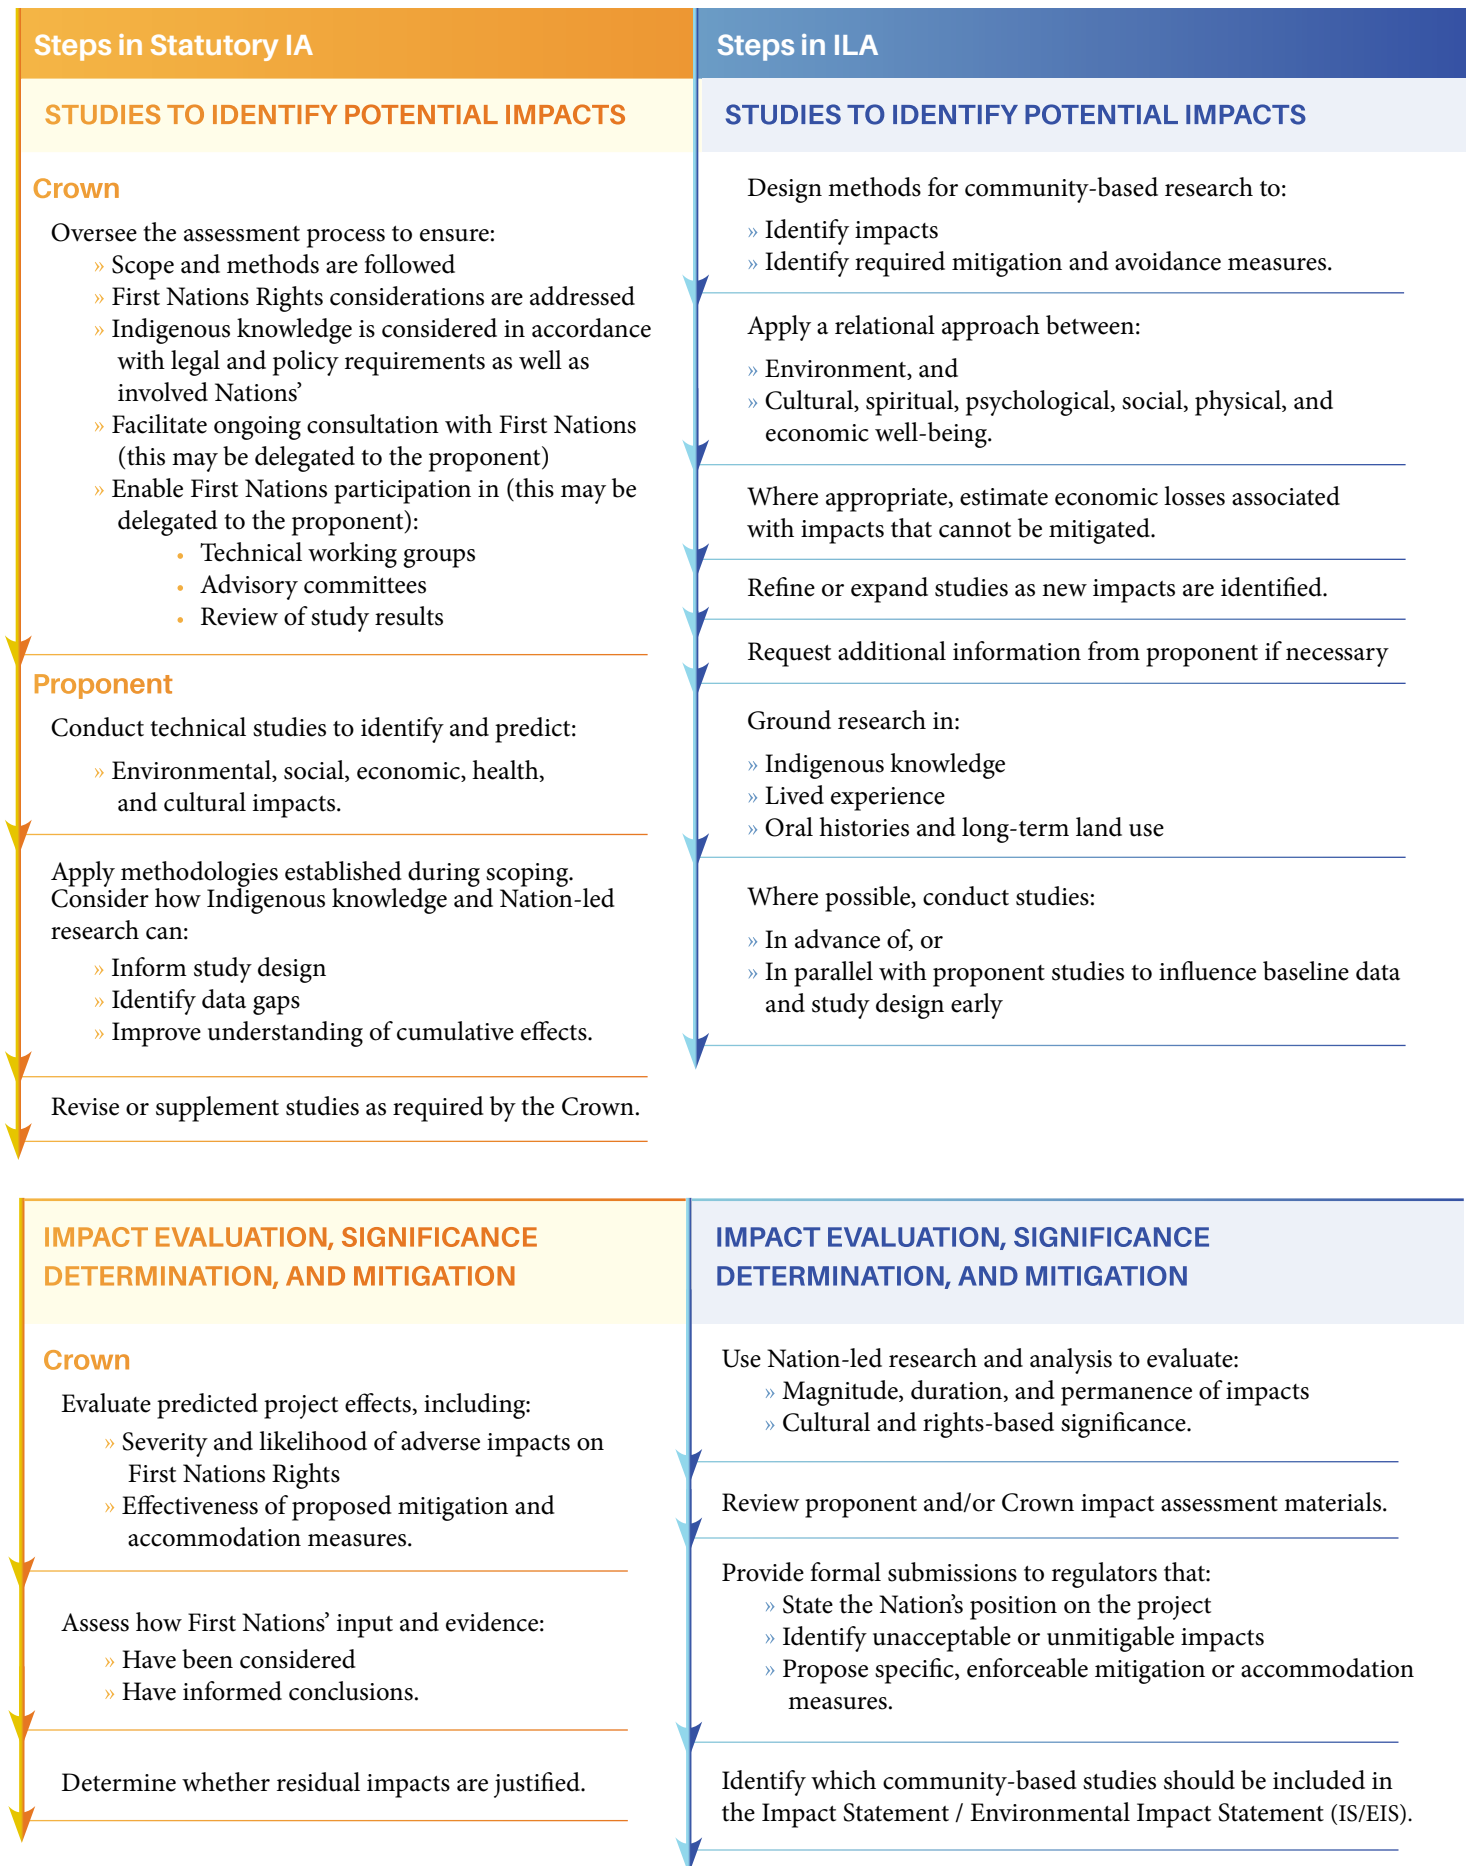 Steps in Statutory IA
STUDIES TO IDENTIFY POTENTIAL IMPACTS
Crown
Oversee the assessment process to ensure:
» Scope and methods are followed
» First Nations Rights considerations are addressed
» Indigenous knowledge is considered in accordance
with legal and policy requirements as well as
involved Nations’
» Facilitate ongoing consultation with First Nations
(this may be delegated to the proponent)
» Enable First Nations participation in (this may be
delegated to the proponent):
• Technical working groups
• Advisory committees
• Review of study results
Proponent
Conduct technical studies to identify and predict:
» Environmental, social, economic, health,
and cultural impacts.
Apply methodologies established during scoping.
Consider how Indigenous knowledge and Nation-led
research can:
» Inform study design
» Identify data gaps
» Improve understanding of cumulative effects.
Revise or supplement studies as required by the Crown.
Steps in ILA
STUDIES TO IDENTIFY POTENTIAL IMPACTS
Design methods for community-based research to:
» Identify impacts
» Identify required mitigation and avoidance measures.
Apply a relational approach between:
» Environment, and
» Cultural, spiritual, psychological, social, physical, and
economic well-being.
Where appropriate, estimate economic losses associated
with impacts that cannot be mitigated.
Refine or expand studies as new impacts are identified.
Request additional information from proponent if necessary
Ground research in:
» Indigenous knowledge
» Lived experience
» Oral histories and long-term land use
Where possible, conduct studies:
» In advance of, or
» In parallel with proponent studies to influence baseline data
and study design early
IMPACT EVALUATION, SIGNIFICANCE
DETERMINATION, AND MITIGATION
Crown
Evaluate predicted project effects, including:
» Severity and likelihood of adverse impacts on
First Nations Rights
» Effectiveness of proposed mitigation and
accommodation measures.
Assess how First Nations’ input and evidence:
» Have been considered
» Have informed conclusions.
Determine whether residual impacts are justified.
IMPACT EVALUATION, SIGNIFICANCE
DETERMINATION, AND MITIGATION
Use Nation-led research and analysis to evaluate:
» Magnitude, duration, and permanence of impacts
» Cultural and rights-based significance.
Review proponent and/or Crown impact assessment materials.
Provide formal submissions to regulators that:
» State the Nation’s position on the project
» Identify unacceptable or unmitigable impacts
» Propose specific, enforceable mitigation or accommodation
measures.
Identify which community-based studies should be included in
the Impact Statement / Environmental Impact Statement (IS/EIS).